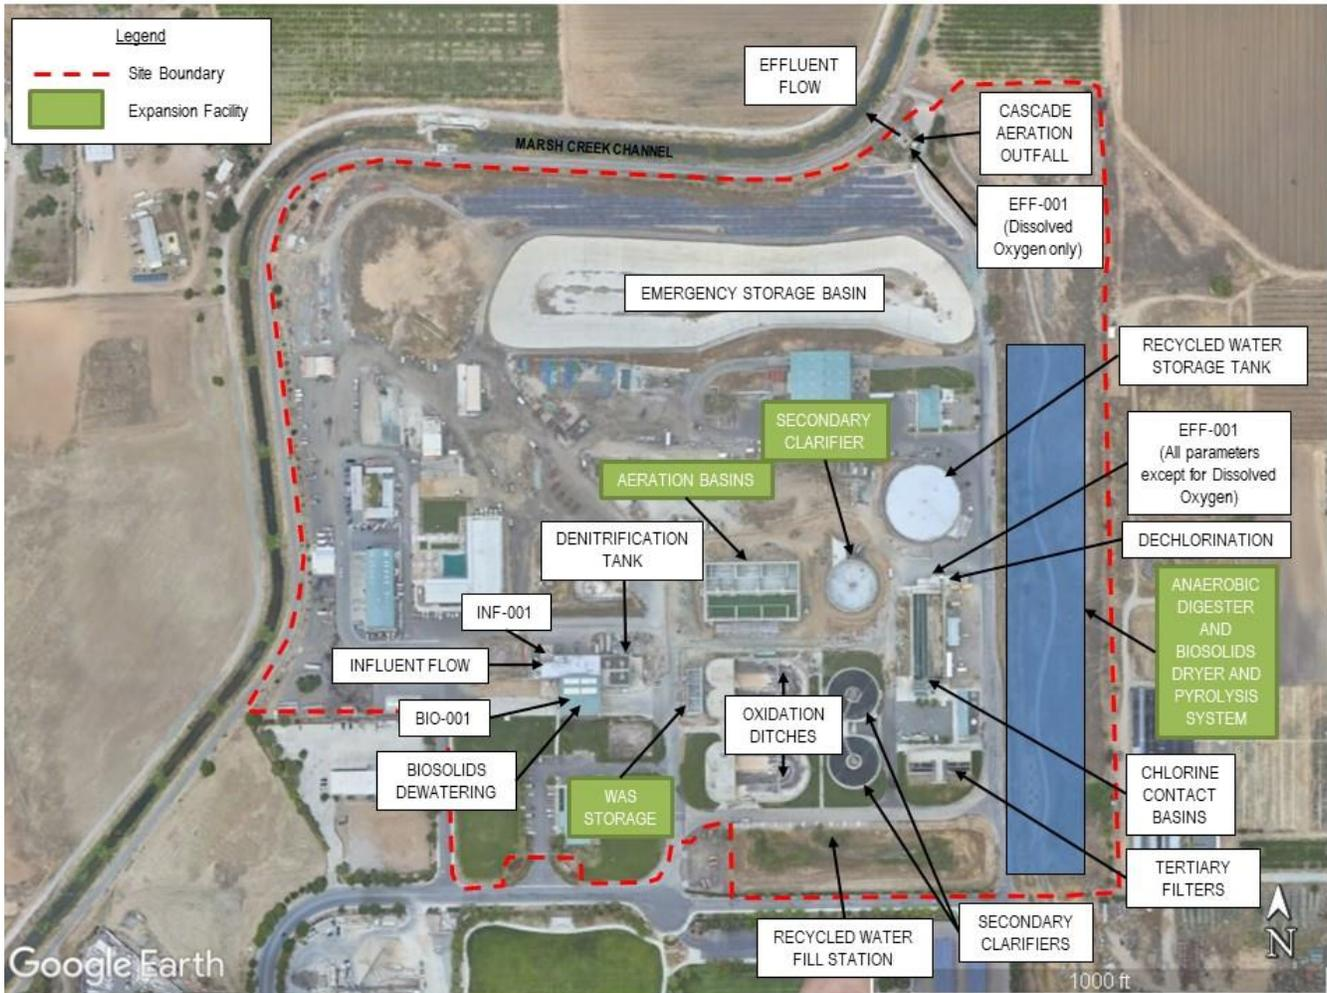 Legend
Site Boundary
Expansion Facility
EFFLUENT
FLOW
CASCADE
AERATION
OUTFALL
MARSH CREEK CHANNEL
EFF-001
(Dissolved
Oxygen only)
EMERGENCY STORAGE BASIN
RECYCLED WATER
STORAGE TANK
SECONDARY
CLARIFIER
EFF-001
(All parameters
except for Dissolved
Oxygen)
AERATION BASINS
DENITRIFICATION
TANK
DECHLORINATION
ANAEROBIC
DIGESTER
AND
BIOSOLIDS
DRYER AND
PYROLYSIS
SYSTEM
INF-001
INFLUENT FLOW
BIO-001
OXIDATION
DITCHES
BIOSOLIDS
DEWATERING
WAS
STORAGE
CHLORINE
CONTACT
BASINS
TERTIARY
FILTERS
RECYCLED WATER
FILL STATION
SECONDARY
CLARIFIERS
N
Google Earth
1000 ft